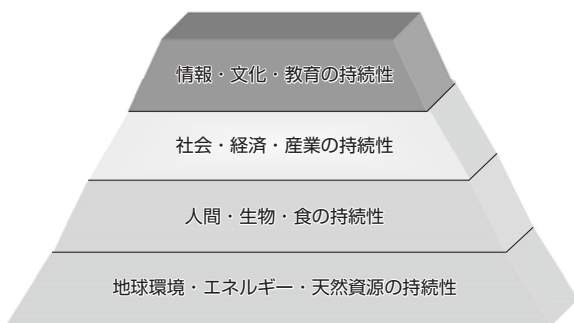 情報・文化・教育の持続性
社会・経済・産業の持続性
人間・生物・食の持続性
地球環境・エネルギー・天然資源の持続性